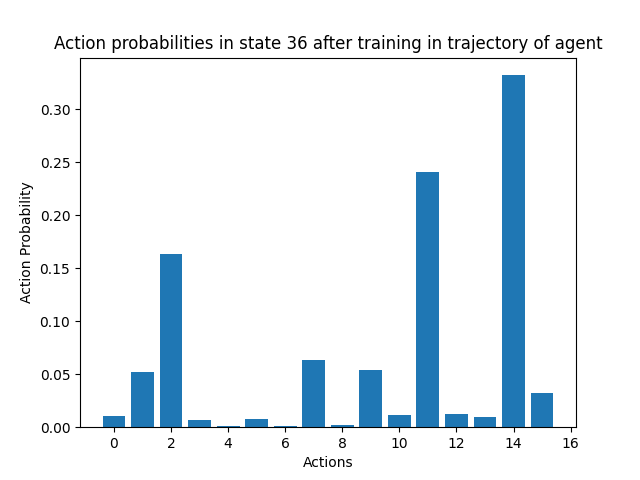 Action probabilities in state 36 after training in trajectory of agent
0.30
0.25
0.20
0.15
0.10
0.05
0.00
Action Probability
0 2 4 6 8 10 12 14 16
Actions